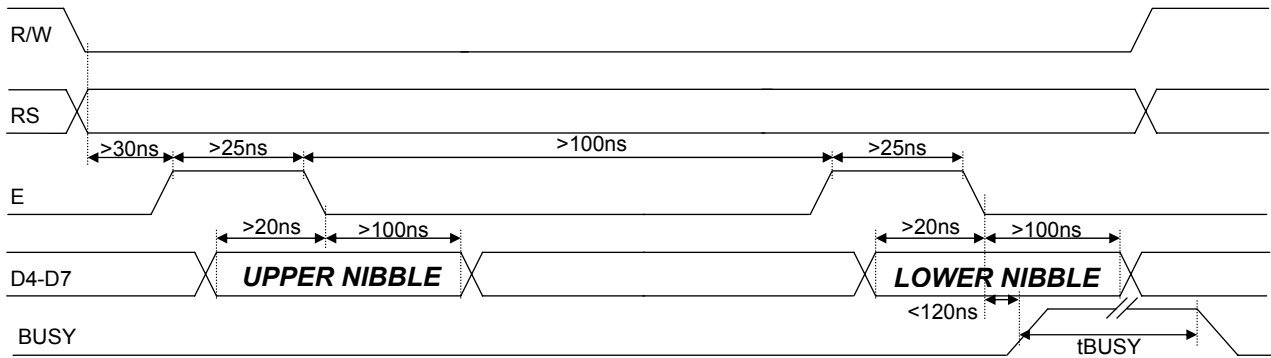 R/W
RS
>30ns >25ns >100ns >25ns
E
>20ns >100ns >20ns >100ns
D4-D7 UPPER NIBBLE LOWER NIBBLE
<120ns
BUSY
tBUSY